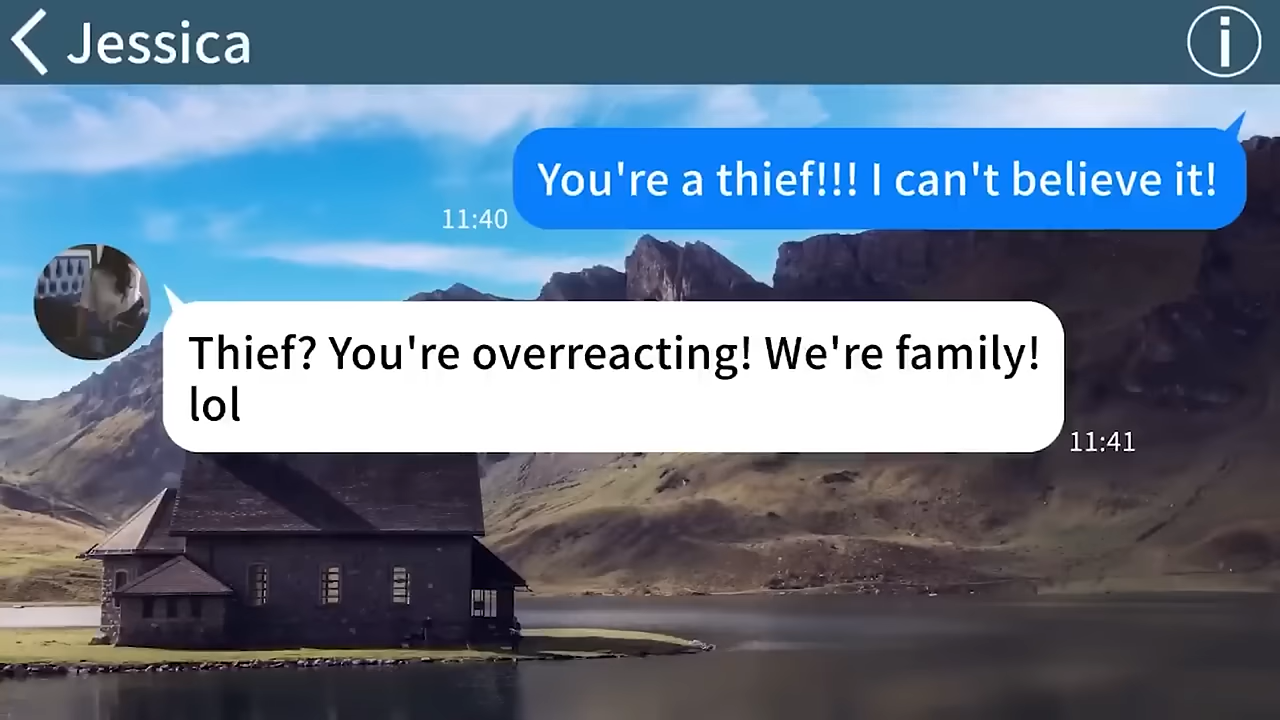 Jessica
You're a thief!!! I can't believe it!
11:40
Thief? You're overreacting! We're family!
lol
11:41